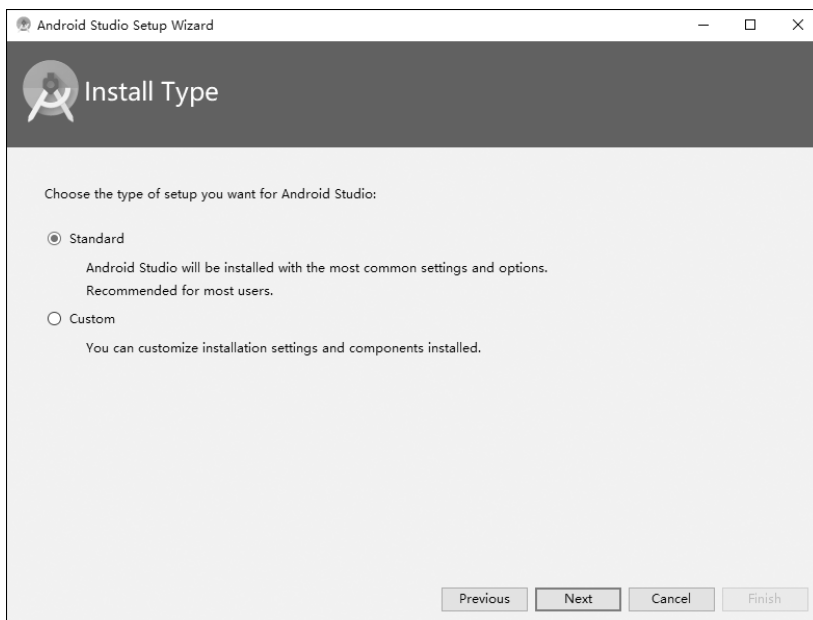 Android Studio Setup Wizard
Install Type
Choose the type of setup you want for Android Studio:
Standard
Android Studio will be installed with the most common settings and options.
Recommended for most users.
Custom
You can customize installation settings and components installed.
Previous Next Cancel Finish